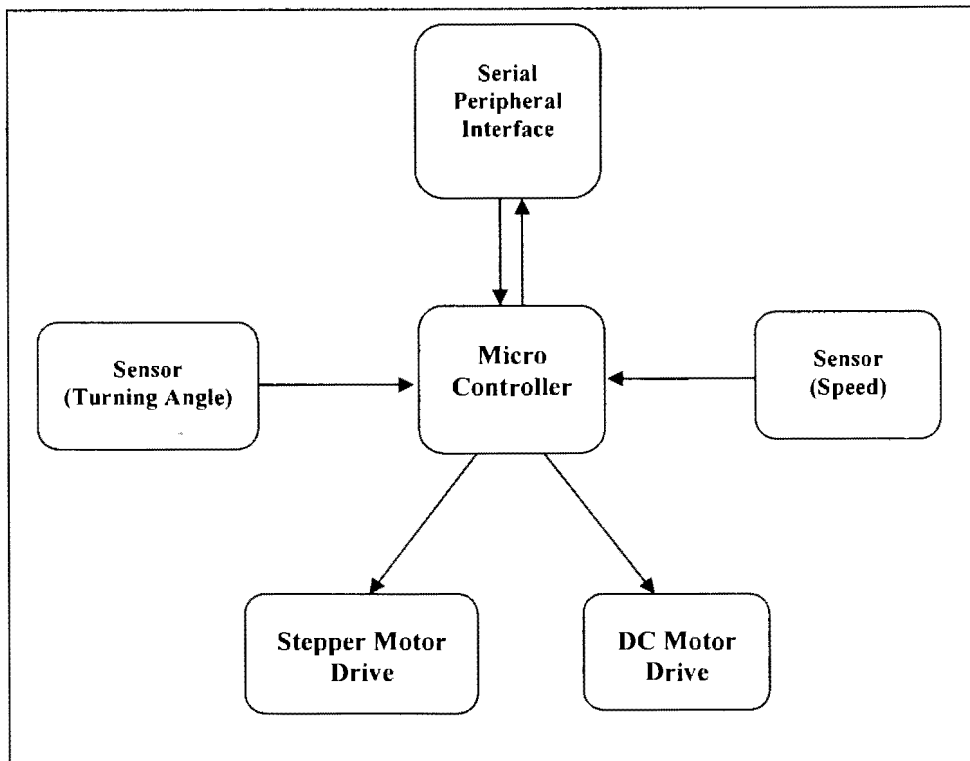 Serial
Peripheral
Interface
Sensor
(Turning Angle)
Micro
Controller
Sensor
(Speed)
Stepper Motor
Drive
DC Motor
Drive